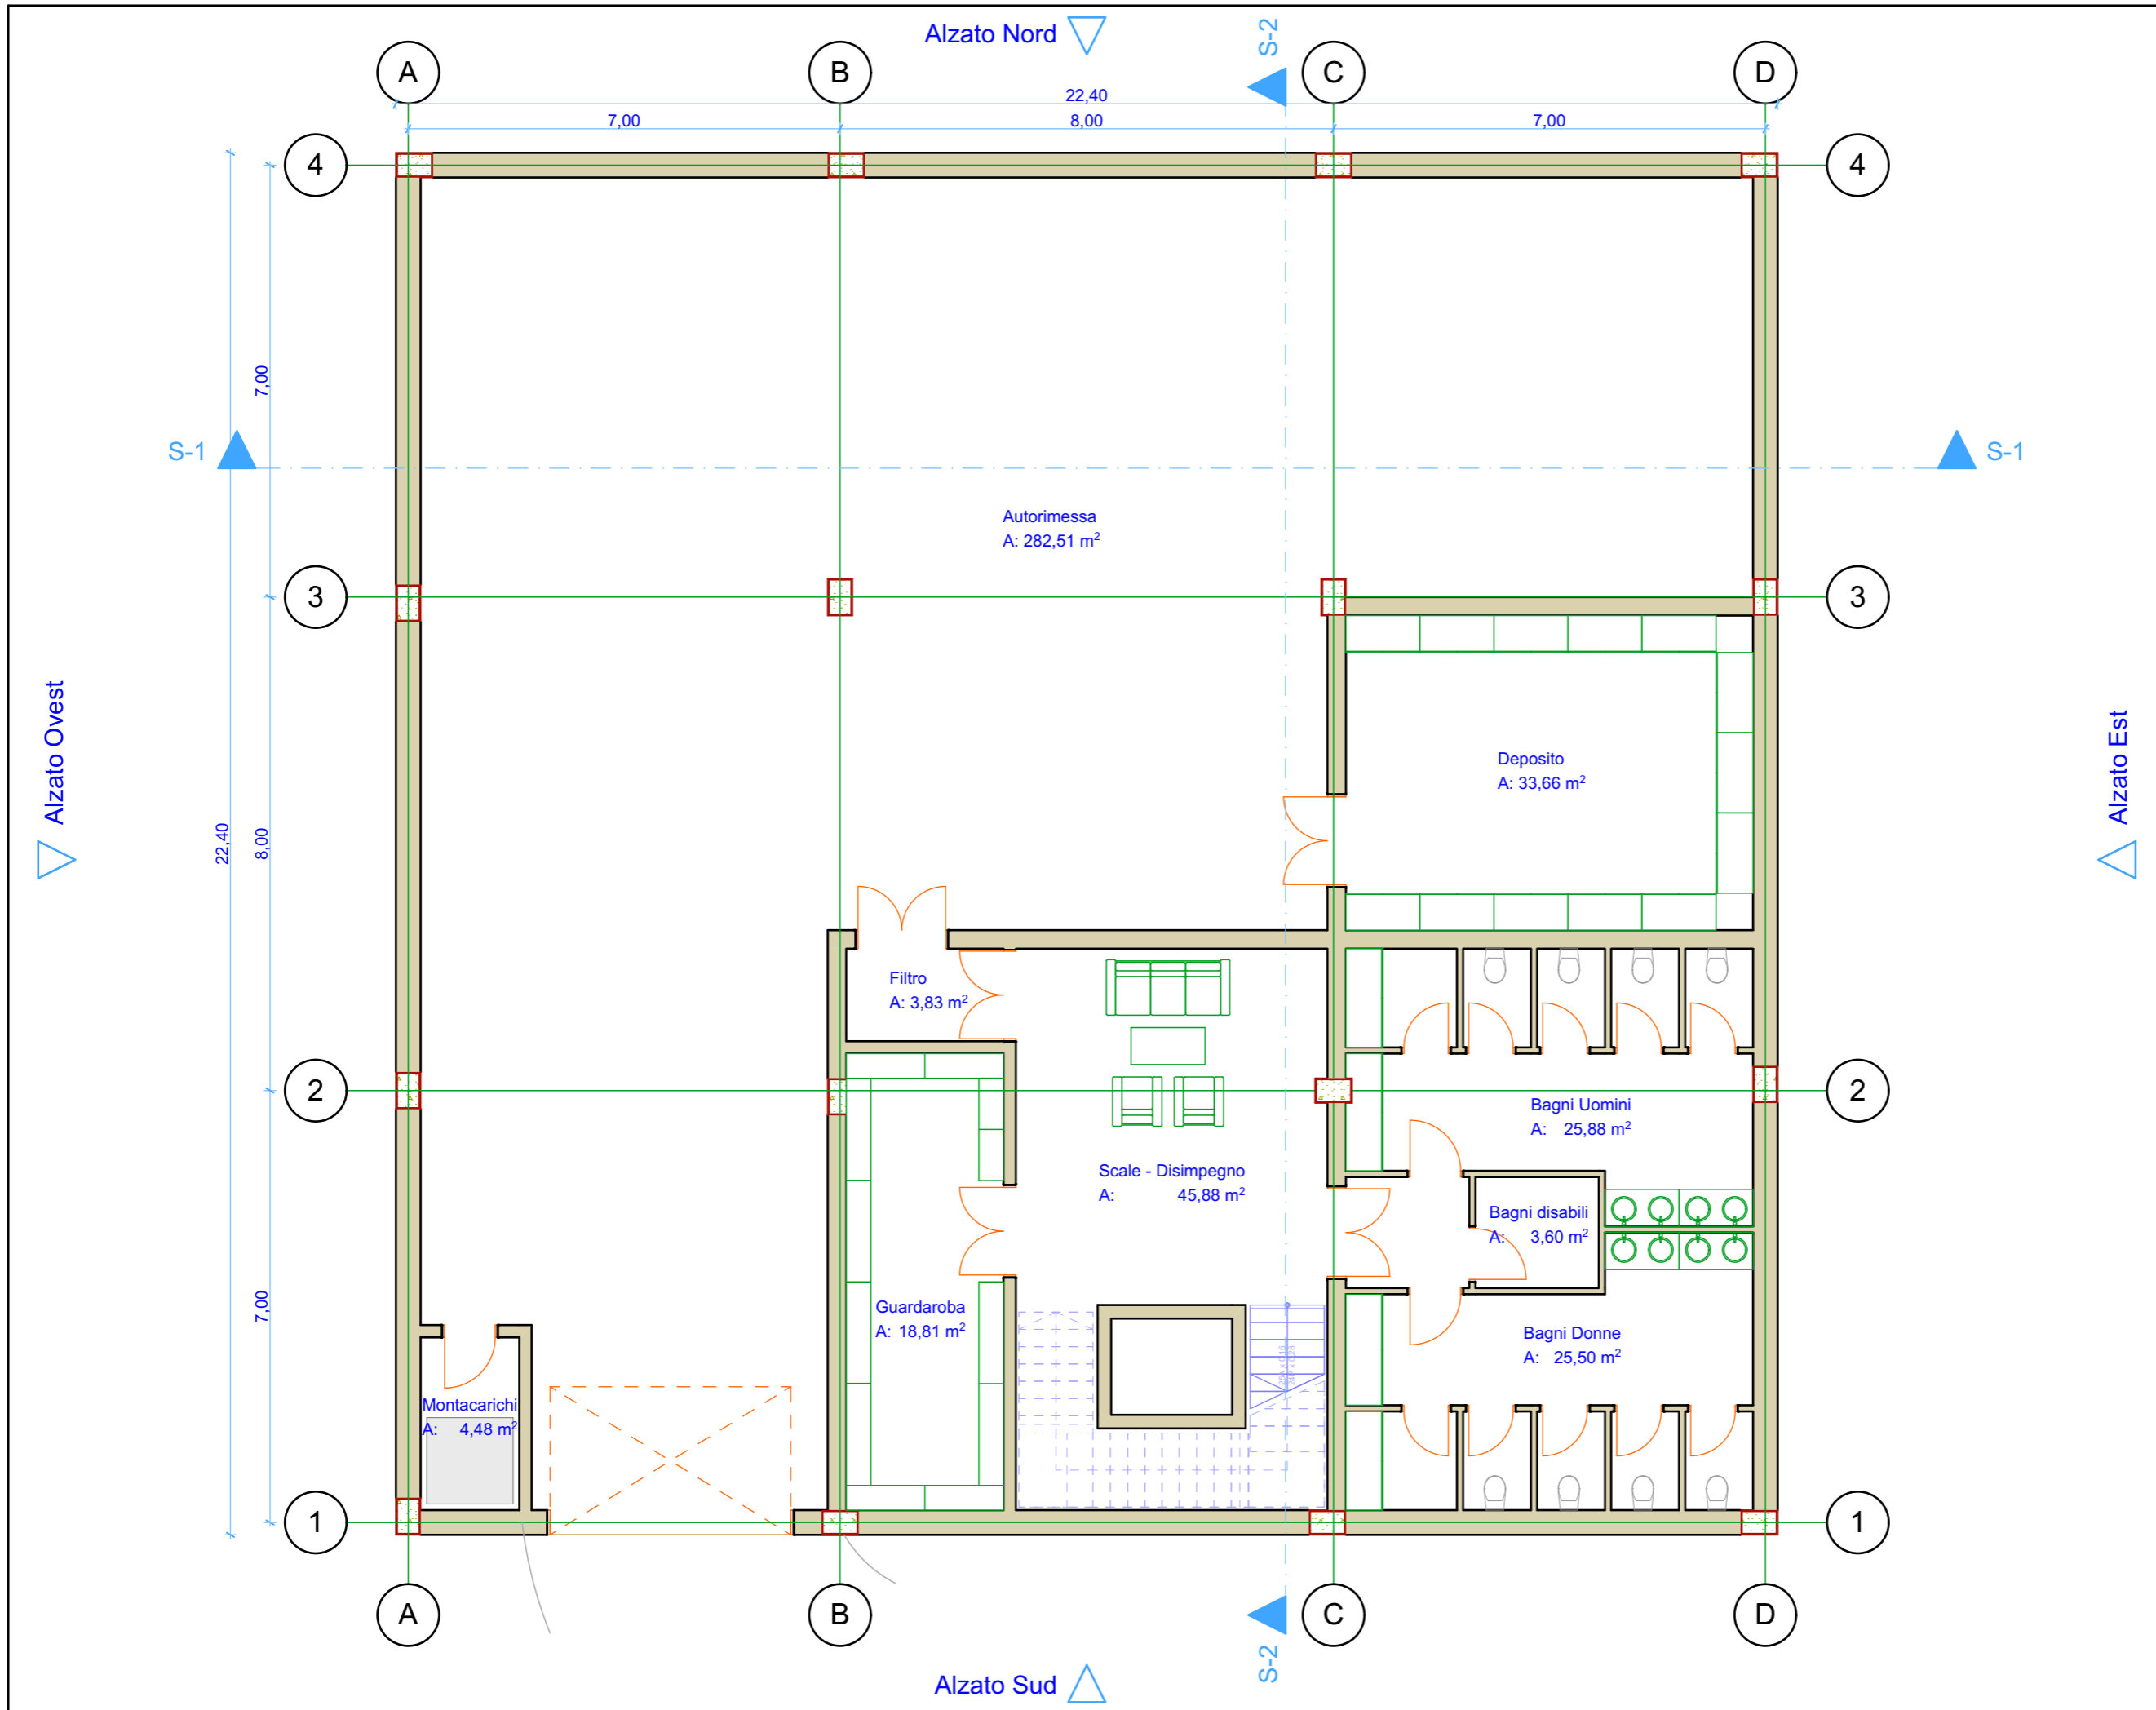 Alzato Nord
S-2
A
B
C
D
22,40
7,00
8,00
7,00
4
4
7,00
S-1
S-1
Autorimessa
A: 282,51 m²
3
3
Alzato Ovest
Alzato Est
22,40
8,00
Deposito
A: 33,66 m²
Filtro
A: 3,83 m²
2
2
Bagni Uomini
A: 25,88 m²
Scale - Disimpegno
A: 45,88 m²
Bagni disabili
A: 3,60 m²
7,00
Guardaroba
A: 18,81 m²
Bagni Donne
A: 25,50 m²
Montacarichi
A: 4,48 m²
1
1
A
B
C
D
S-2
Alzato Sud